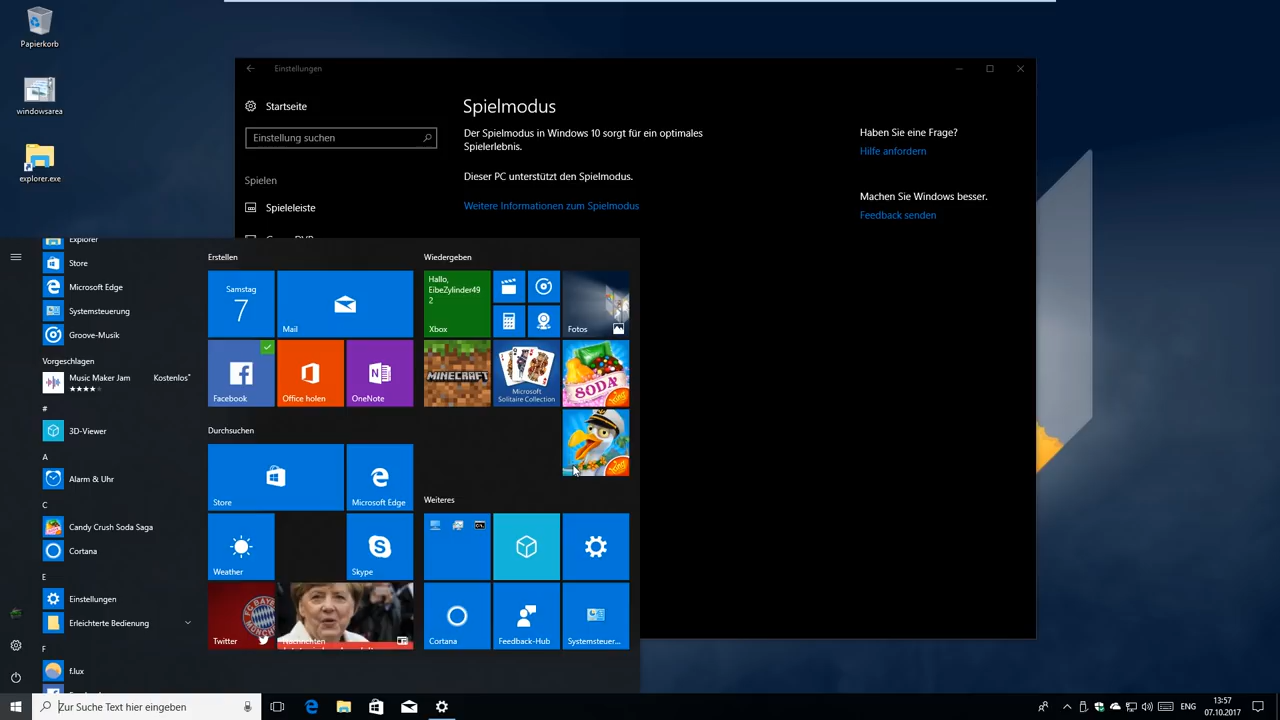 Papierkorb
windowsarea
explorer.exe
Einstellungen
Startseite
Einstellung suchen
Spielen
Spieleleiste
Spielmodus
Der Spielmodus in Windows 10 sorgt für ein optimales
Spielerlebnis.
Dieser PC unterstützt den Spielmodus.
Weitere Informationen zum Spielmodus
Haben Sie eine Frage?
Hilfe anfordern
Machen Sie Windows besser.
Feedback senden
Explorer
Store
Microsoft Edge
Systemsteuerung
Groove-Musik
Vorgeschlagen
Music Maker Jam Kostenlos*
#
3D-Viewer
A
Alarm & Uhr
C
Candy Crush Soda Saga
Cortana
E
Einstellungen
Erleichterte Bedienung
F
f.lux
Erstellen
Samstag
7
Mail
Facebook
Office holen
OneNote
Durchsuchen
Store
Microsoft Edge
Weather
Skype
FC BAYERN
Twitter
Nachrichten
Wiedergeben
Hallo,
EibeZylinder49
2
Xbox
Fotos
MINECRAFT
Microsoft
Solitaire Collection
SODA
King
King
Weiteres
Cortana
Feedback-Hub
Systemsteuer...
Zur Suche Text hier eingeben
ENG
13:57
07.10.2017